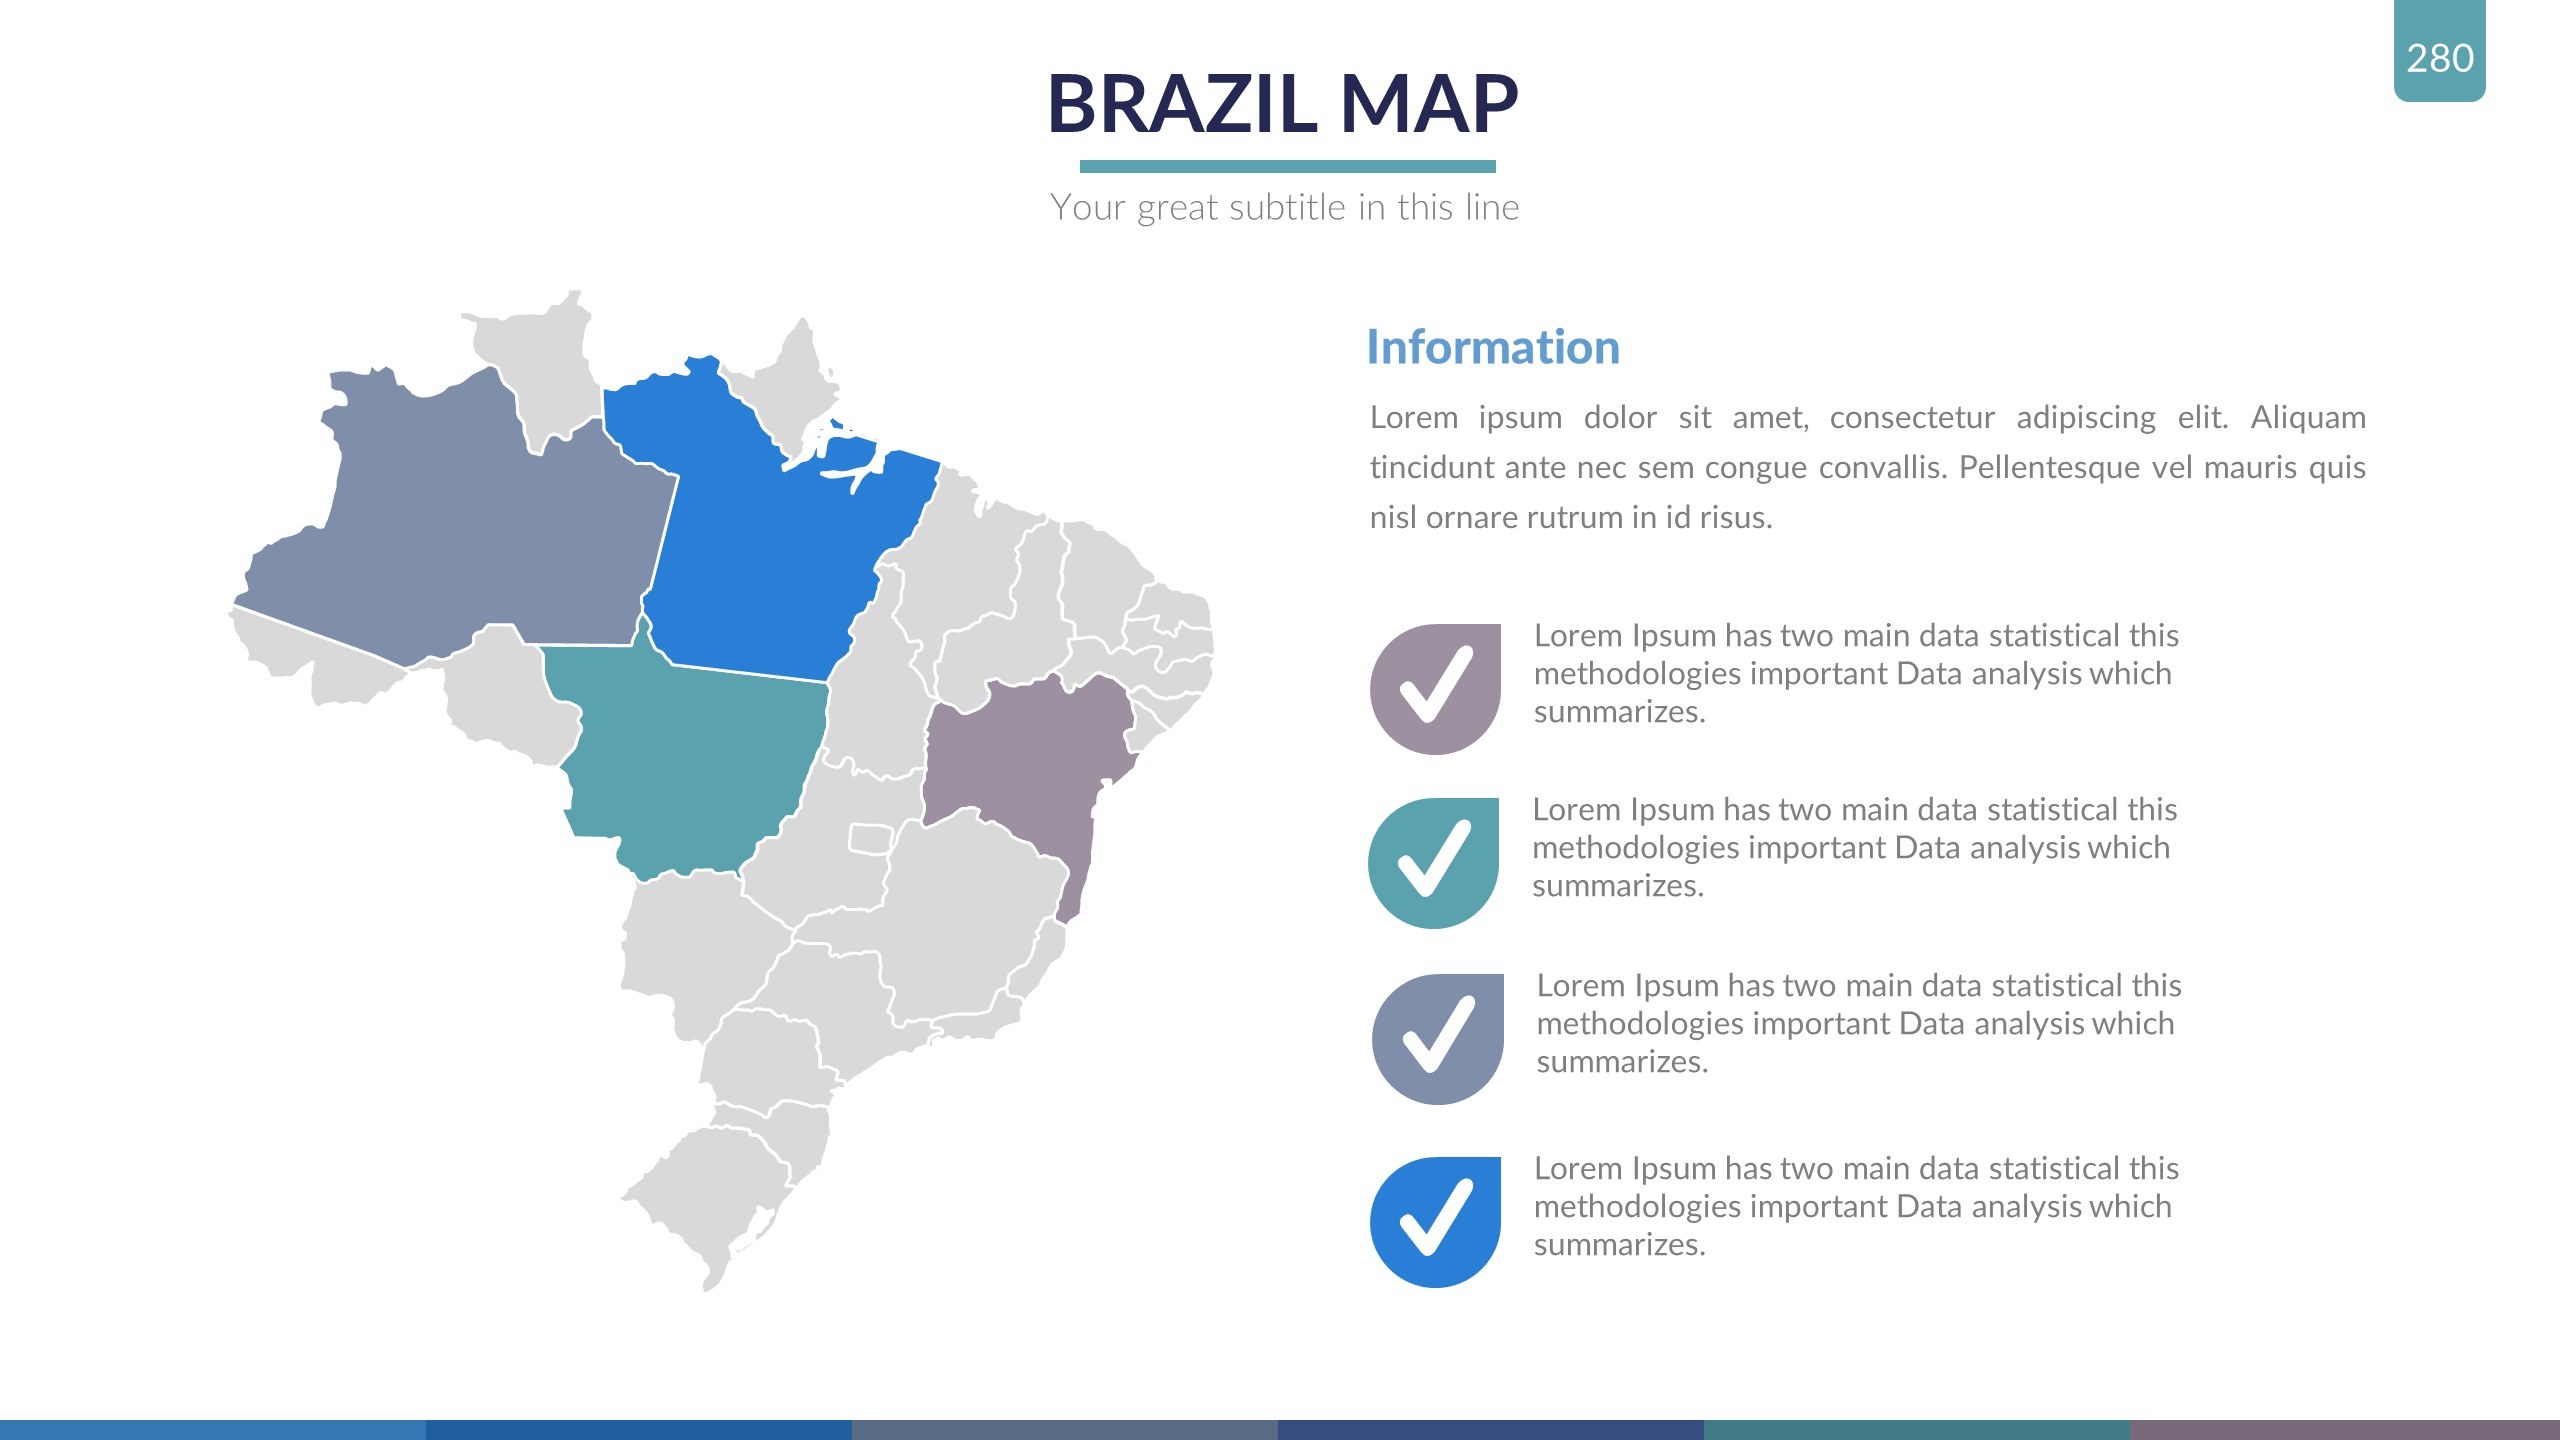 280
BRAZIL MAP
Your great subtitle in this line
Information
Lorem ipsum dolor sit amet, consectetur adipiscing elit. Aliquam
tincidunt ante nec sem congue convallis. Pellentesque vel mauris quis
nisl ornare rutrum in id risus.
Lorem Ipsum has two main data statistical this
methodologies important Data analysis which
summarizes.
Lorem Ipsum has two main data statistical this
methodologies important Data analysis which
summarizes.
Lorem Ipsum has two main data statistical this
methodologies important Data analysis which
summarizes.
Lorem Ipsum has two main data statistical this
methodologies important Data analysis which
summarizes.